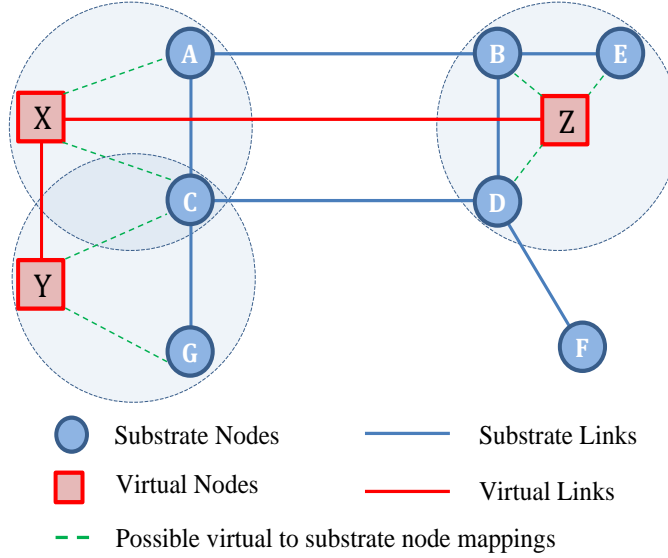 A
B
E
X
Z
C
D
Y
G
F
Substrate Nodes
Substrate Links
Virtual Nodes
Virtual Links
Possible virtual to substrate node mappings